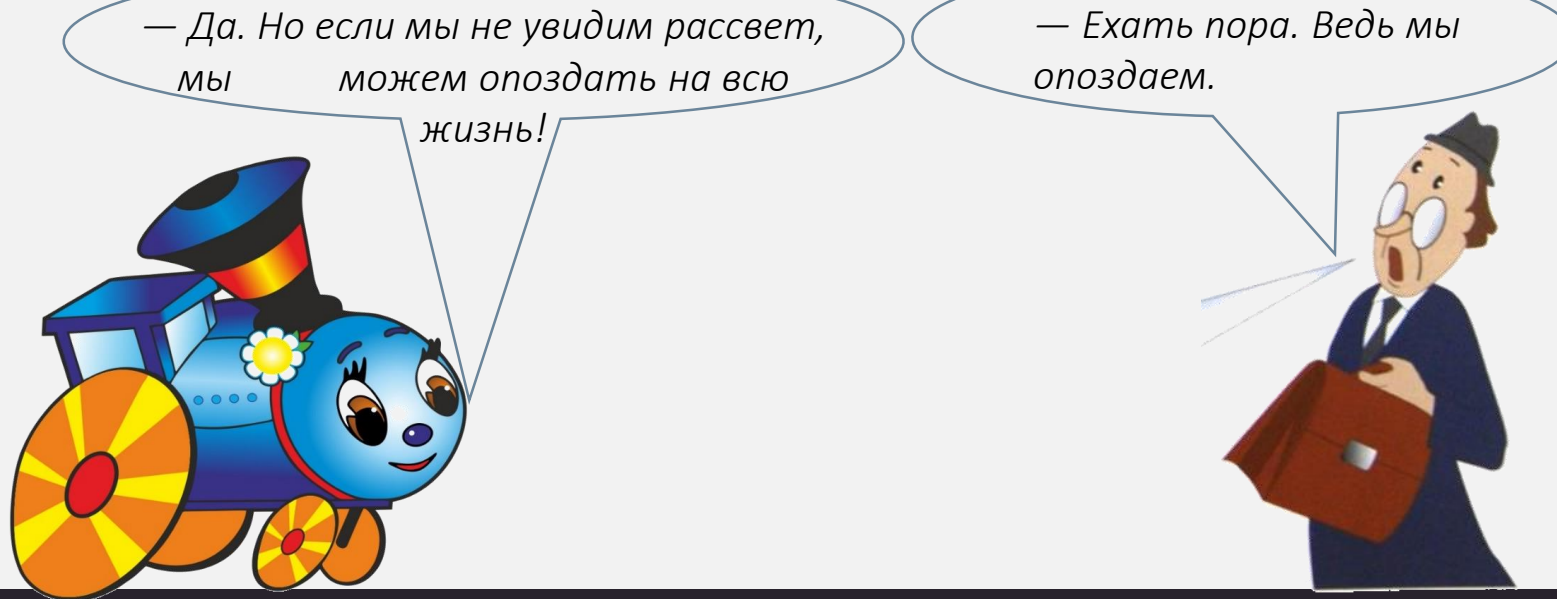 — Да. Но если мы не увидим рассвет,
мы можем опоздать на всю
жизнь!
— Ехать пора. Ведь мы
опоздаем.